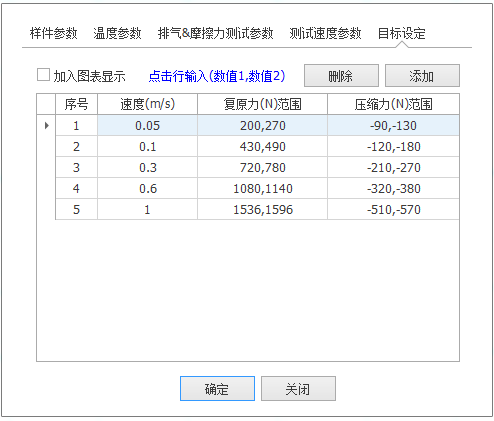 样件参数 温度参数 排气&摩擦力测试参数 测试速度参数 目标设定
加入图表显示 点击行输入(数值1,数值2) 删除 添加
序号 速度(m/s) 复原力(N)范围 压缩力(N)范围
1 0.05 200,270 -90,-130
2 0.1 430,490 -120,-180
3 0.3 720,780 -210,-270
4 0.6 1080,1140 -320,-380
5 1 1536,1596 -510,-570
确定 关闭